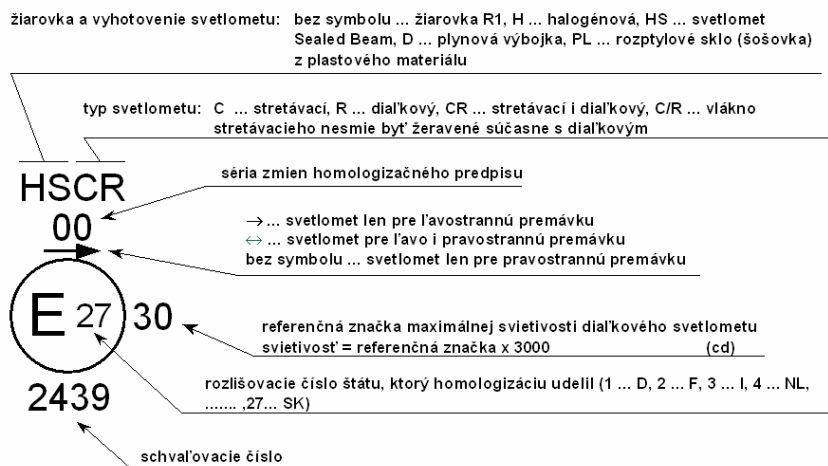 žiarovka a vyhotovenie svetlometu: bez symbolu ... žiarovka R1, H ... halogénová, HS ... svetlomet
Sealed Beam, D ... plynová výbojka, PL ... rozptylové sklo (šošovka)
z plastového materiálu
typ svetlometu: C ... stretávací, R ... diaľkový, CR ... stretávací i diaľkový, C/R ... vlákno
stretávacieho nesmie byť žeravené súčasne s diaľkovým
HSCR
séria zmien homologizačného predpisu
00
→ ... svetlomet len pre ľavostrannú premávku
↔ ... svetlomet pre ľavo i pravostrannú premávku
bez symbolu ... svetlomet len pre pravostrannú premávku
E 27 30
referenčná značka maximálnej svietivosti diaľkového svetlometu
svietivosť = referenčná značka x 3000 (cd)
rozlišovacie číslo štátu, ktorý homologizáciu udelil (1 ... D, 2 ... F, 3 ... I, 4 ... NL,
....... ,27... SK)
2439
schvaľovacie číslo